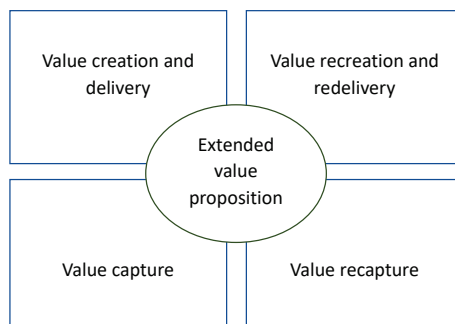 Value creation and
delivery
Value recreation and
redelivery
Extended
value
proposition
Value capture
Value recapture